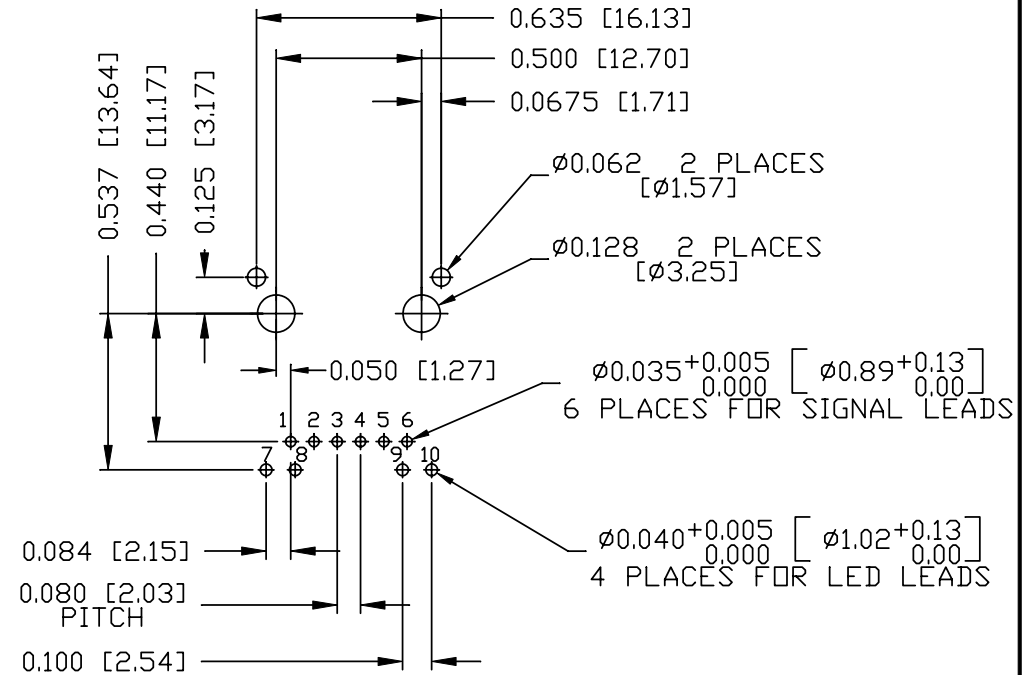 0.635 [16.13]
0.500 [12.70]
0.0675 [1.71]
0.537 [13.64]
0.440 [11.17]
0.125 [3.17]
ø0.062 2 PLACES
[ø1.57]
ø0.128 2 PLACES
[ø3.25]
0.050 [1.27]
ø0.035+0.005 [ø0.89+0.13]
0.000 0.00
6 PLACES FOR SIGNAL LEADS
1 2 3 4 5 6
7 8 9 10
ø0.040+0.005 [ø1.02+0.13]
0.000 0.00
4 PLACES FOR LED LEADS
0.084 [2.15]
0.080 [2.03]
PITCH
0.100 [2.54]